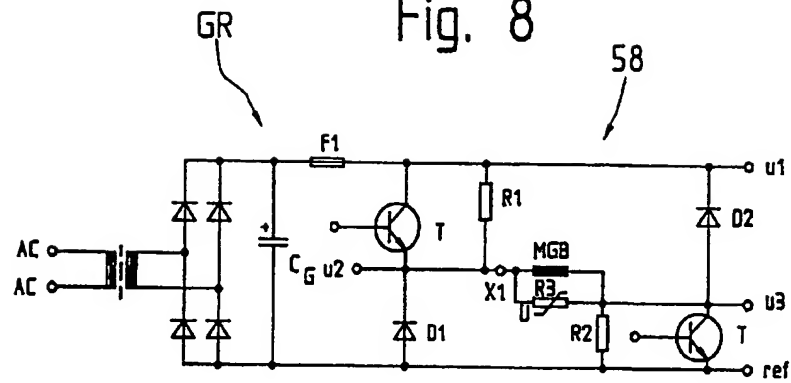 Fig. 8
GR
58
F1
u1
R1
D2
T
AC
+
MGB
C_G u2
X1
R3
u3
AC
U
D1
R2
T
ref